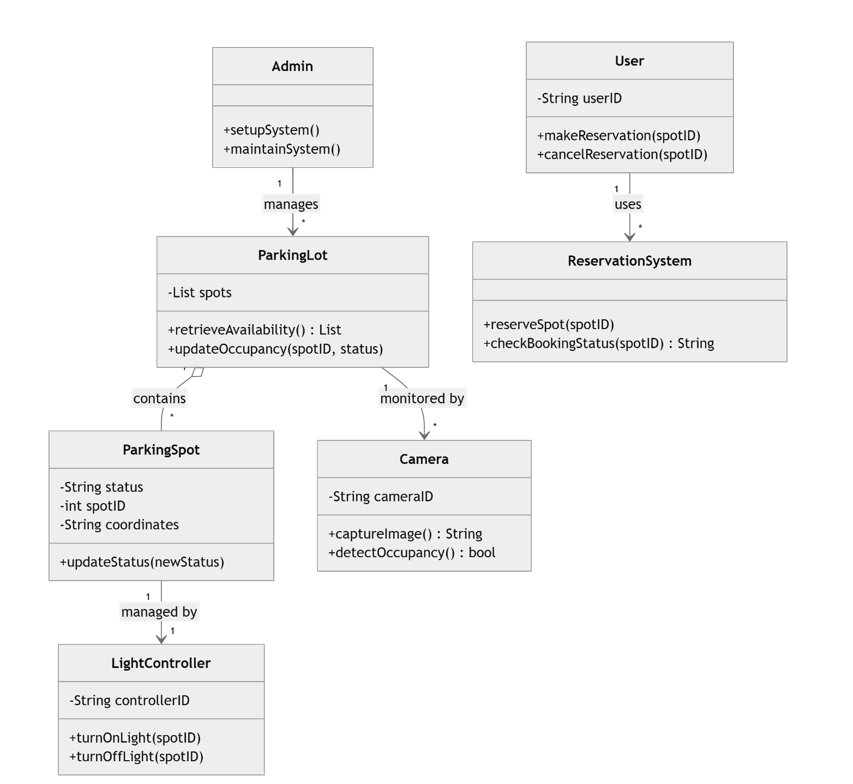 Admin
+setupSystem()
+maintainSystem()
1
manages
*
User
-String userID
+makeReservation(spotID)
+cancelReservation(spotID)
1
uses
*
ParkingLot
-List spots
+retrieveAvailability() : List
+updateOccupancy(spotID, status)
ReservationSystem
+reserveSpot(spotID)
+checkBookingStatus(spotID) : String
1
contains
*
1
monitored by
*
ParkingSpot
-String status
-int spotID
-String coordinates
+updateStatus(newStatus)
Camera
-String cameraID
+captureImage() : String
+detectOccupancy() : bool
1
managed by
1
LightController
-String controllerID
+turnOnLight(spotID)
+turnOffLight(spotID)